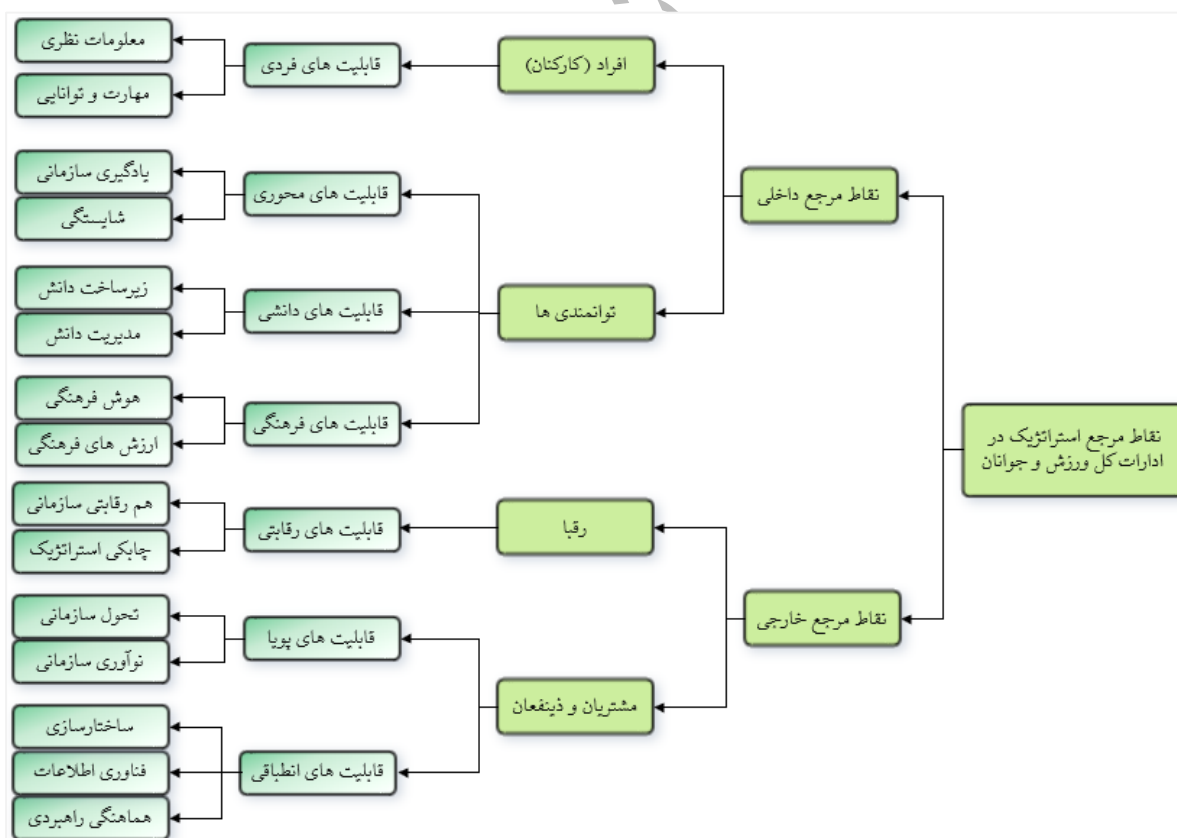 نقاط مرجع استراتژیک در
ادارات کل ورزش و جوانان
نقاط مرجع داخلی
افراد (کارکنان)
قابلیت های فردی
معلومات نظری
مهارت و توانایی
توانمندی ها
قابلیت های محوری
یادگیری سازمانی
شایستگی
قابلیت های دانشی
زیرساخت دانش
مدیریت دانش
قابلیت های فرهنگی
هوش فرهنگی
ارزش های فرهنگی
نقاط مرجع خارجی
رقبا
قابلیت های رقابتی
هم رقابتی سازمانی
چابکی استراتژیک
مشتریان و ذینفعان
قابلیت های پویا
تحول سازمانی
نوآوری سازمانی
قابلیت های انطباقی
ساختارسازی
فناوری اطلاعات
هماهنگی راهبردی